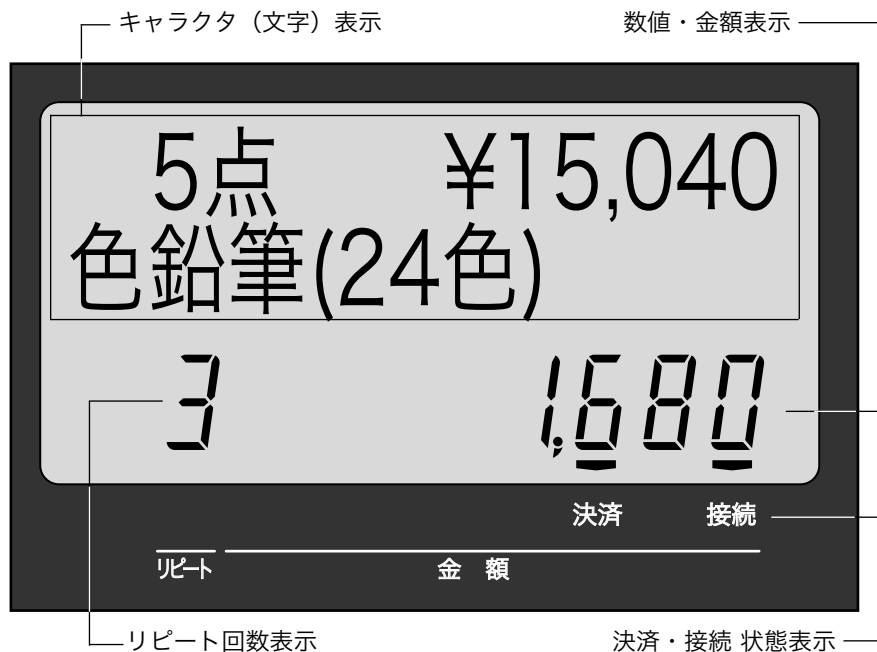 キャラクタ（文字）表示
数値・金額表示
5点 ¥15,040
色鉛筆(24色)
3 1,680
決済 接続
リピート 金 額
リピート回数表示
決済・接続 状態表示